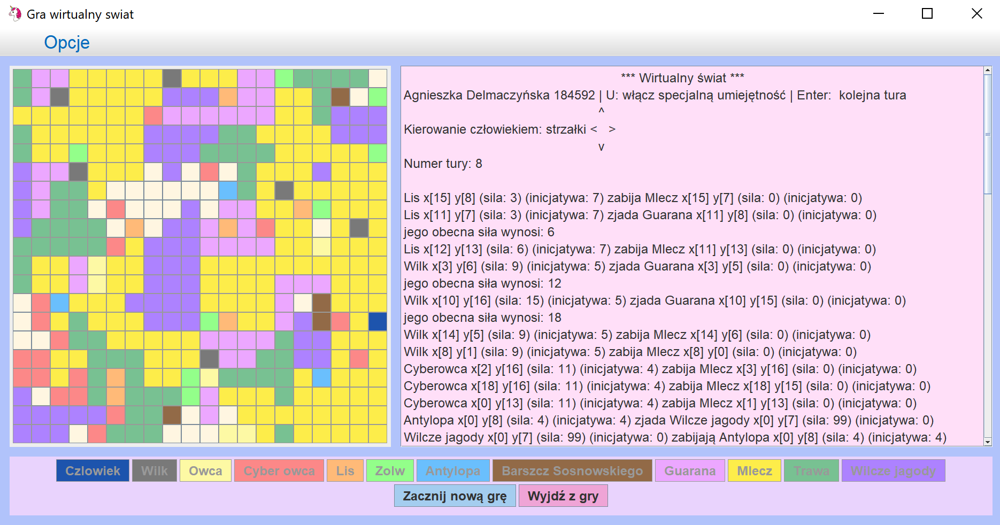 Gra wirtualny swiat
Opcje
*** Wirtualny świat ***
Agnieszka Delmaczyńska 184592 | U: włącz specjalną umiejętność | Enter:  kolejna tura
^
Kierowanie człowiekiem: strzałki <   >
v
Numer tury: 8
Lis x[15] y[8] (sila: 3) (inicjatywa: 7) zabija Mlecz x[15] y[7] (sila: 0) (inicjatywa: 0)
Lis x[11] y[7] (sila: 3) (inicjatywa: 7) zjada Guarana x[11] y[8] (sila: 0) (inicjatywa: 0)
jego obecna siła wynosi: 6
Lis x[12] y[13] (sila: 6) (inicjatywa: 7) zabija Mlecz x[11] y[13] (sila: 0) (inicjatywa: 0)
Wilk x[3] y[6] (sila: 9) (inicjatywa: 5) zjada Guarana x[3] y[5] (sila: 0) (inicjatywa: 0)
jego obecna siła wynosi: 12
Wilk x[10] y[16] (sila: 15) (inicjatywa: 5) zjada Guarana x[10] y[15] (sila: 0) (inicjatywa: 0)
jego obecna siła wynosi: 18
Wilk x[14] y[5] (sila: 9) (inicjatywa: 5) zabija Mlecz x[14] y[6] (sila: 0) (inicjatywa: 0)
Wilk x[8] y[1] (sila: 9) (inicjatywa: 5) zabija Mlecz x[8] y[0] (sila: 0) (inicjatywa: 0)
Cyberowca x[2] y[16] (sila: 11) (inicjatywa: 4) zabija Mlecz x[3] y[16] (sila: 0) (inicjatywa: 0)
Cyberowca x[18] y[16] (sila: 11) (inicjatywa: 4) zabija Mlecz x[18] y[15] (sila: 0) (inicjatywa: 0)
Cyberowca x[0] y[13] (sila: 11) (inicjatywa: 4) zabija Mlecz x[1] y[13] (sila: 0) (inicjatywa: 0)
Antylopa x[0] y[8] (sila: 4) (inicjatywa: 4) zjada Wilcze jagody x[0] y[7] (sila: 99) (inicjatywa: 0)
Wilcze jagody x[0] y[7] (sila: 99) (inicjatywa: 0) zabijają Antylopa x[0] y[8] (sila: 4) (inicjatywa: 4)
Czlowiek Wilk Owca Cyber owca Lis Zolw Antylopa Barszcz Sosnowskiego Guarana Mlecz Trawa Wilcze jagody
Zacznij nową grę Wyjdź z gry